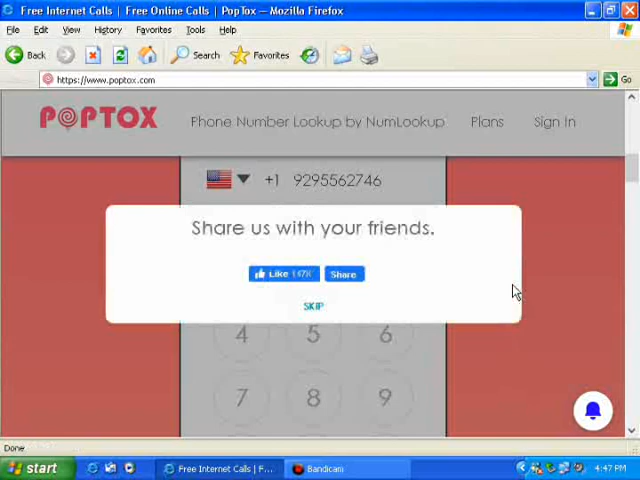 Free Internet Calls | Free Online Calls | PopTox - Mozilla Firefox
File Edit View History Favorites Tools Help
Back Search Favorites
https://www.poptox.com Go
POPTOX Phone Number Lookup by NumLookup Plans Sign In
+1 9295562746
Share us with your friends.
Like 147K Share
SKIP
4 5 6
7 8 9
Done
start Free Internet Calls | F... Bandicam 4:47 PM